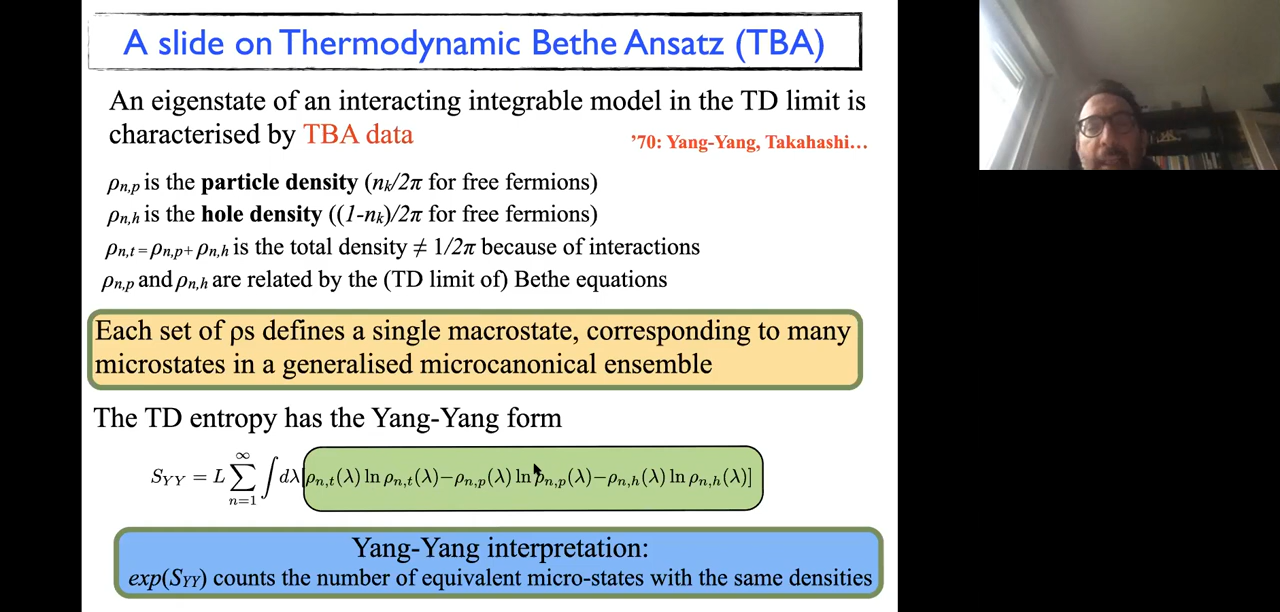 A slide on Thermodynamic Bethe Ansatz (TBA)
An eigenstate of an interacting integrable model in the TD limit is
characterised by TBA data
'70: Yang-Yang, Takahashi…
ρn,p is the particle density (nk/2π for free fermions)
ρn,h is the hole density ((1-nk)/2π for free fermions)
ρn,t = ρn,p + ρn,h is the total density ≠ 1/2π because of interactions
ρn,p and ρn,h are related by the (TD limit of) Bethe equations
Each set of ρs defines a single macrostate, corresponding to many
microstates in a generalised microcanonical ensemble
The TD entropy has the Yang-Yang form
S_YY = L ∑_{n=1}^{∞} ∫ dλ[ρn,t(λ) ln ρn,t(λ) − ρn,p(λ) ln ρn,p(λ) − ρn,h(λ) ln ρn,h(λ)]
Yang-Yang interpretation:
exp(SYY) counts the number of equivalent micro-states with the same densities